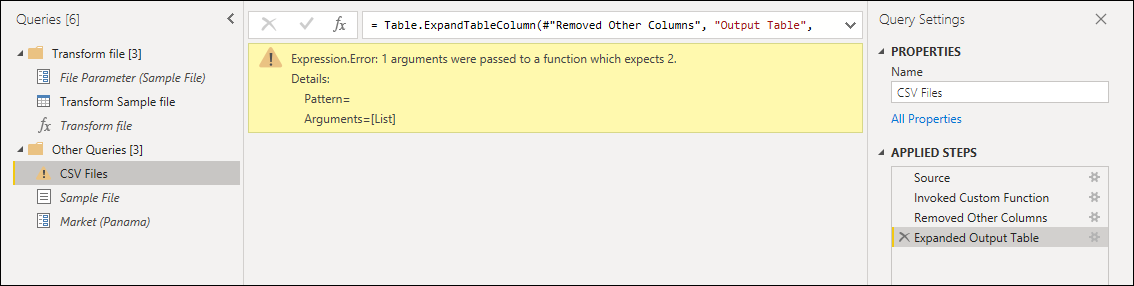 Queries [6]
Transform file [3]
File Parameter (Sample File)
Transform Sample file
fx Transform file
Other Queries [3]
CSV Files
Sample File
Market (Panama)
fx = Table.ExpandTableColumn(#"Removed Other Columns", "Output Table",
Expression.Error: 1 arguments were passed to a function which expects 2.
Details:
Pattern=
Arguments=[List]
Query Settings
PROPERTIES
Name
CSV Files
All Properties
APPLIED STEPS
Source
Invoked Custom Function
Removed Other Columns
Expanded Output Table